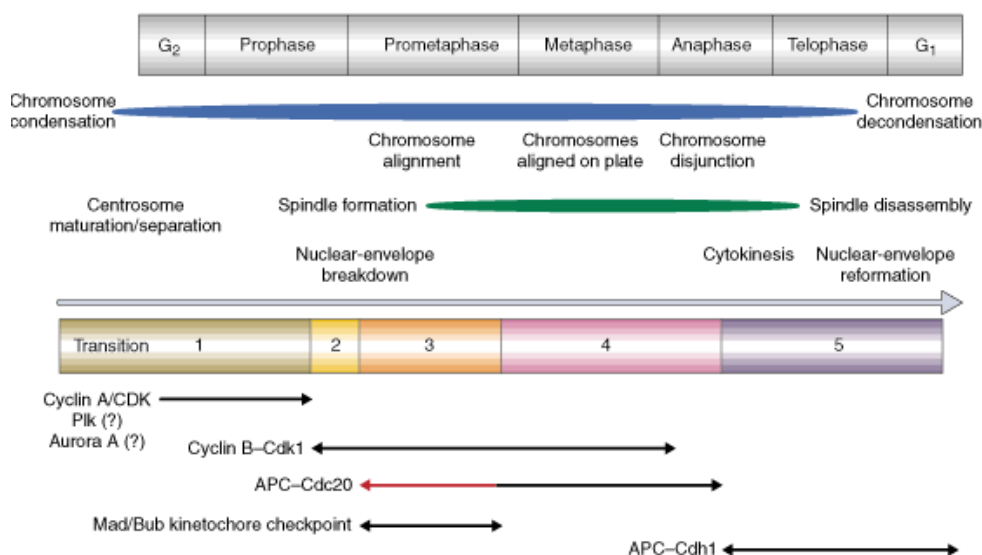 G2 Prophase Prometaphase Metaphase Anaphase Telophase G1
Chromosome
condensation
Chromosome
decondensation
Chromosome
alignment
Chromosomes
aligned on plate
Chromosome
disjunction
Centrosome
maturation/separation
Spindle formation
Spindle disassembly
Nuclear-envelope
breakdown
Cytokinesis
Nuclear-envelope
reformation
Transition 1 2 3 4 5
Cyclin A/CDK
Plk (?)
Aurora A (?)
Cyclin B–Cdk1
APC–Cdc20
Mad/Bub kinetochore checkpoint
APC–Cdh1